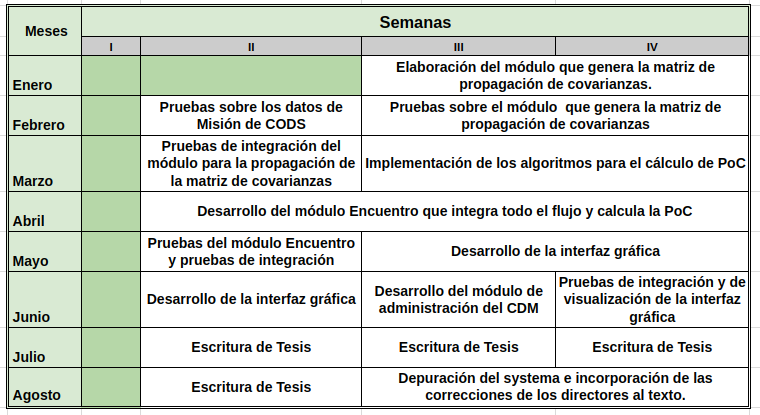 Meses
Semanas
I
II
III
IV
Enero
Elaboración del módulo que genera la matriz de
propagación de covarianzas.
Febrero
Pruebas sobre los datos de
Misión de CODS
Pruebas sobre el módulo  que genera la matriz de
propagación de covarianzas
Marzo
Pruebas de integración del
módulo para la propagación de
la matriz de covarianzas
Implementación de los algoritmos para el cálculo de PoC
Abril
Desarrollo del módulo Encuentro que integra todo el flujo y calcula la PoC
Mayo
Pruebas del módulo Encuentro
y pruebas de integración
Desarrollo de la interfaz gráfica
Junio
Desarrollo de la interfaz gráfica
Desarrollo del módulo de
administración del CDM
Pruebas de integración y de
visualización de la interfaz
gráfica
Julio
Escritura de Tesis
Escritura de Tesis
Escritura de Tesis
Agosto
Escritura de Tesis
Depuración del systema e incorporación de las
correcciones de los directores al texto.